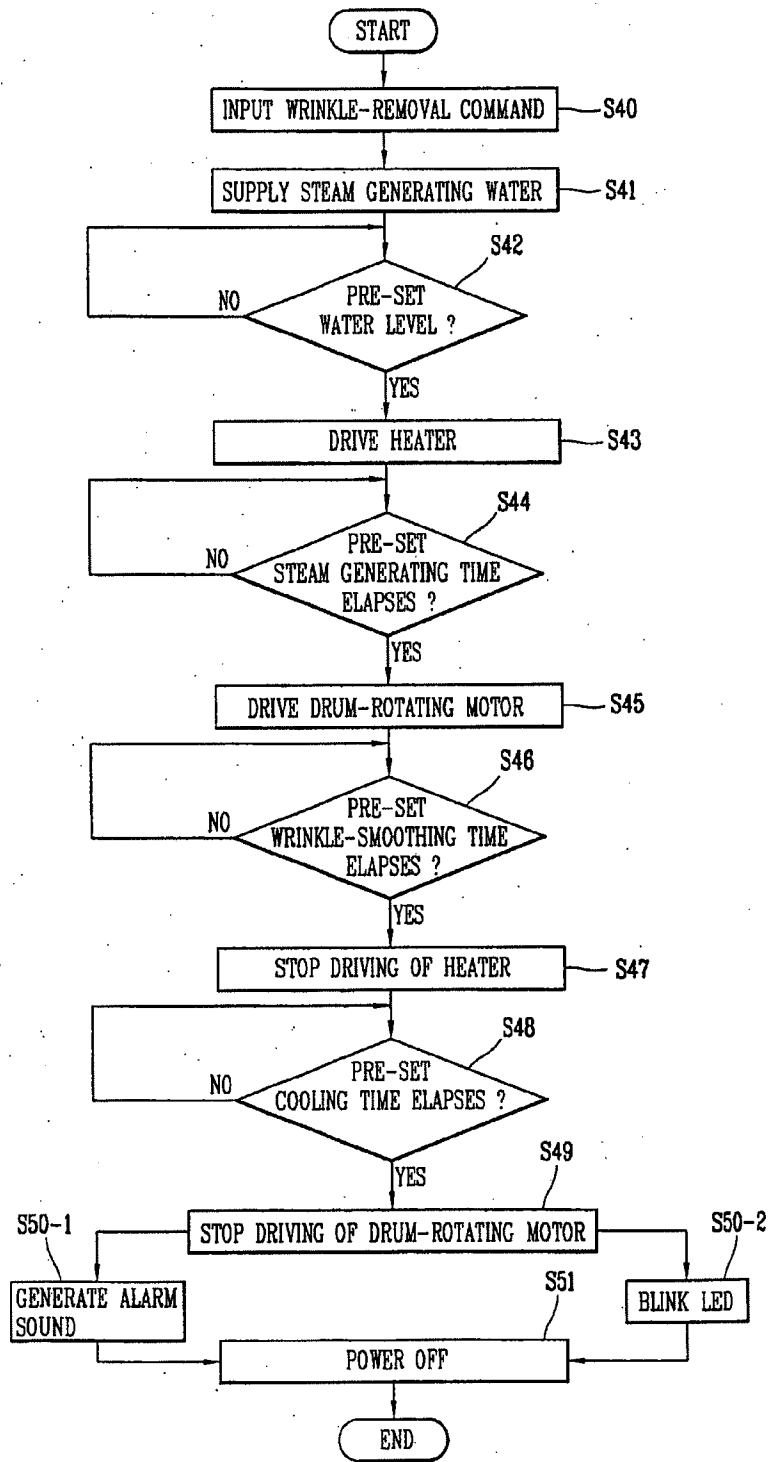 START
INPUT WRINKLE-REMOVAL COMMAND
S40
SUPPLY STEAM GENERATING WATER
S41
S42
PRE-SET
WATER LEVEL ?
NO
YES
DRIVE HEATER
S43
S44
PRE-SET
STEAM GENERATING TIME
ELAPSES ?
NO
YES
DRIVE DRUM-ROTATING MOTOR
S45
S46
PRE-SET
WRINKLE-SMOOTHING TIME
ELAPSES ?
NO
YES
STOP DRIVING OF HEATER
S47
S48
PRE-SET
COOLING TIME ELAPSES ?
NO
YES
S49
STOP DRIVING OF DRUM-ROTATING MOTOR
S50-1
S50-2
GENERATE ALARM
SOUND
BLINK LED
S51
POWER OFF
END